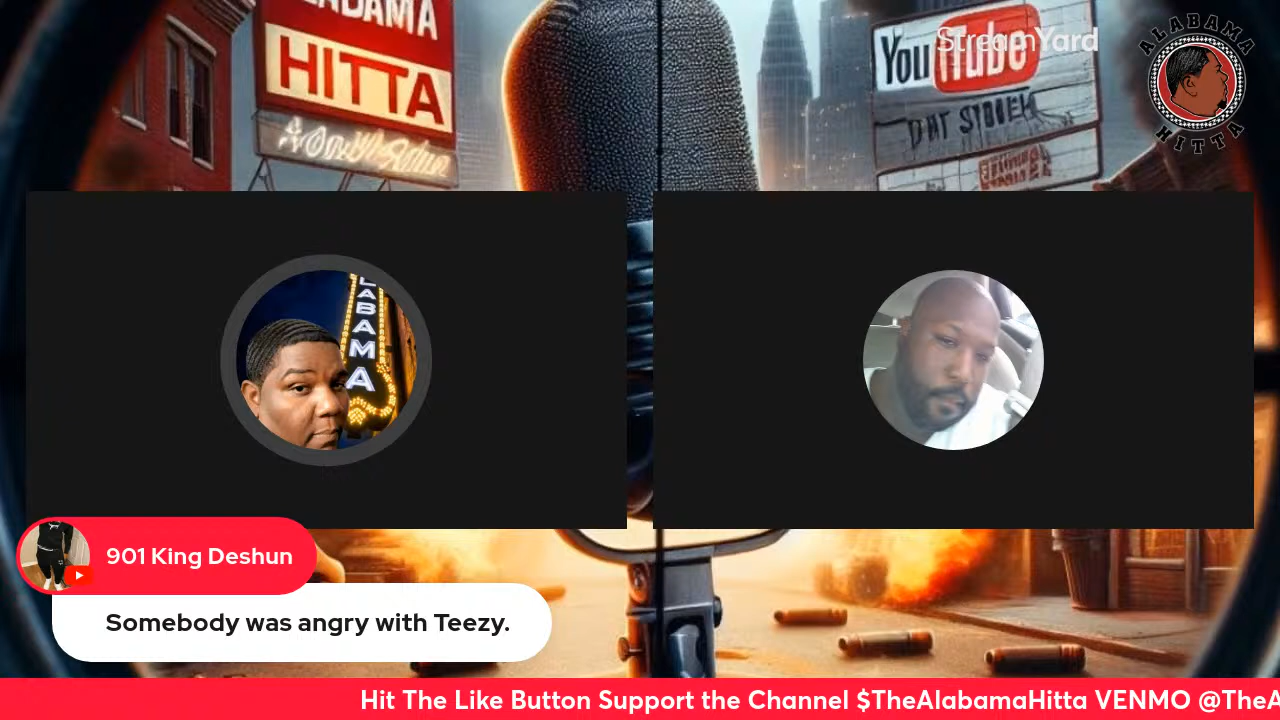 HITTA
StreamYard
YouTube
ALABAMA
HITTA
ALABAMA
901 King Deshun
Somebody was angry with Teezy.
Hit The Like Button Support the Channel $TheAlabamaHitta VENMO @TheA